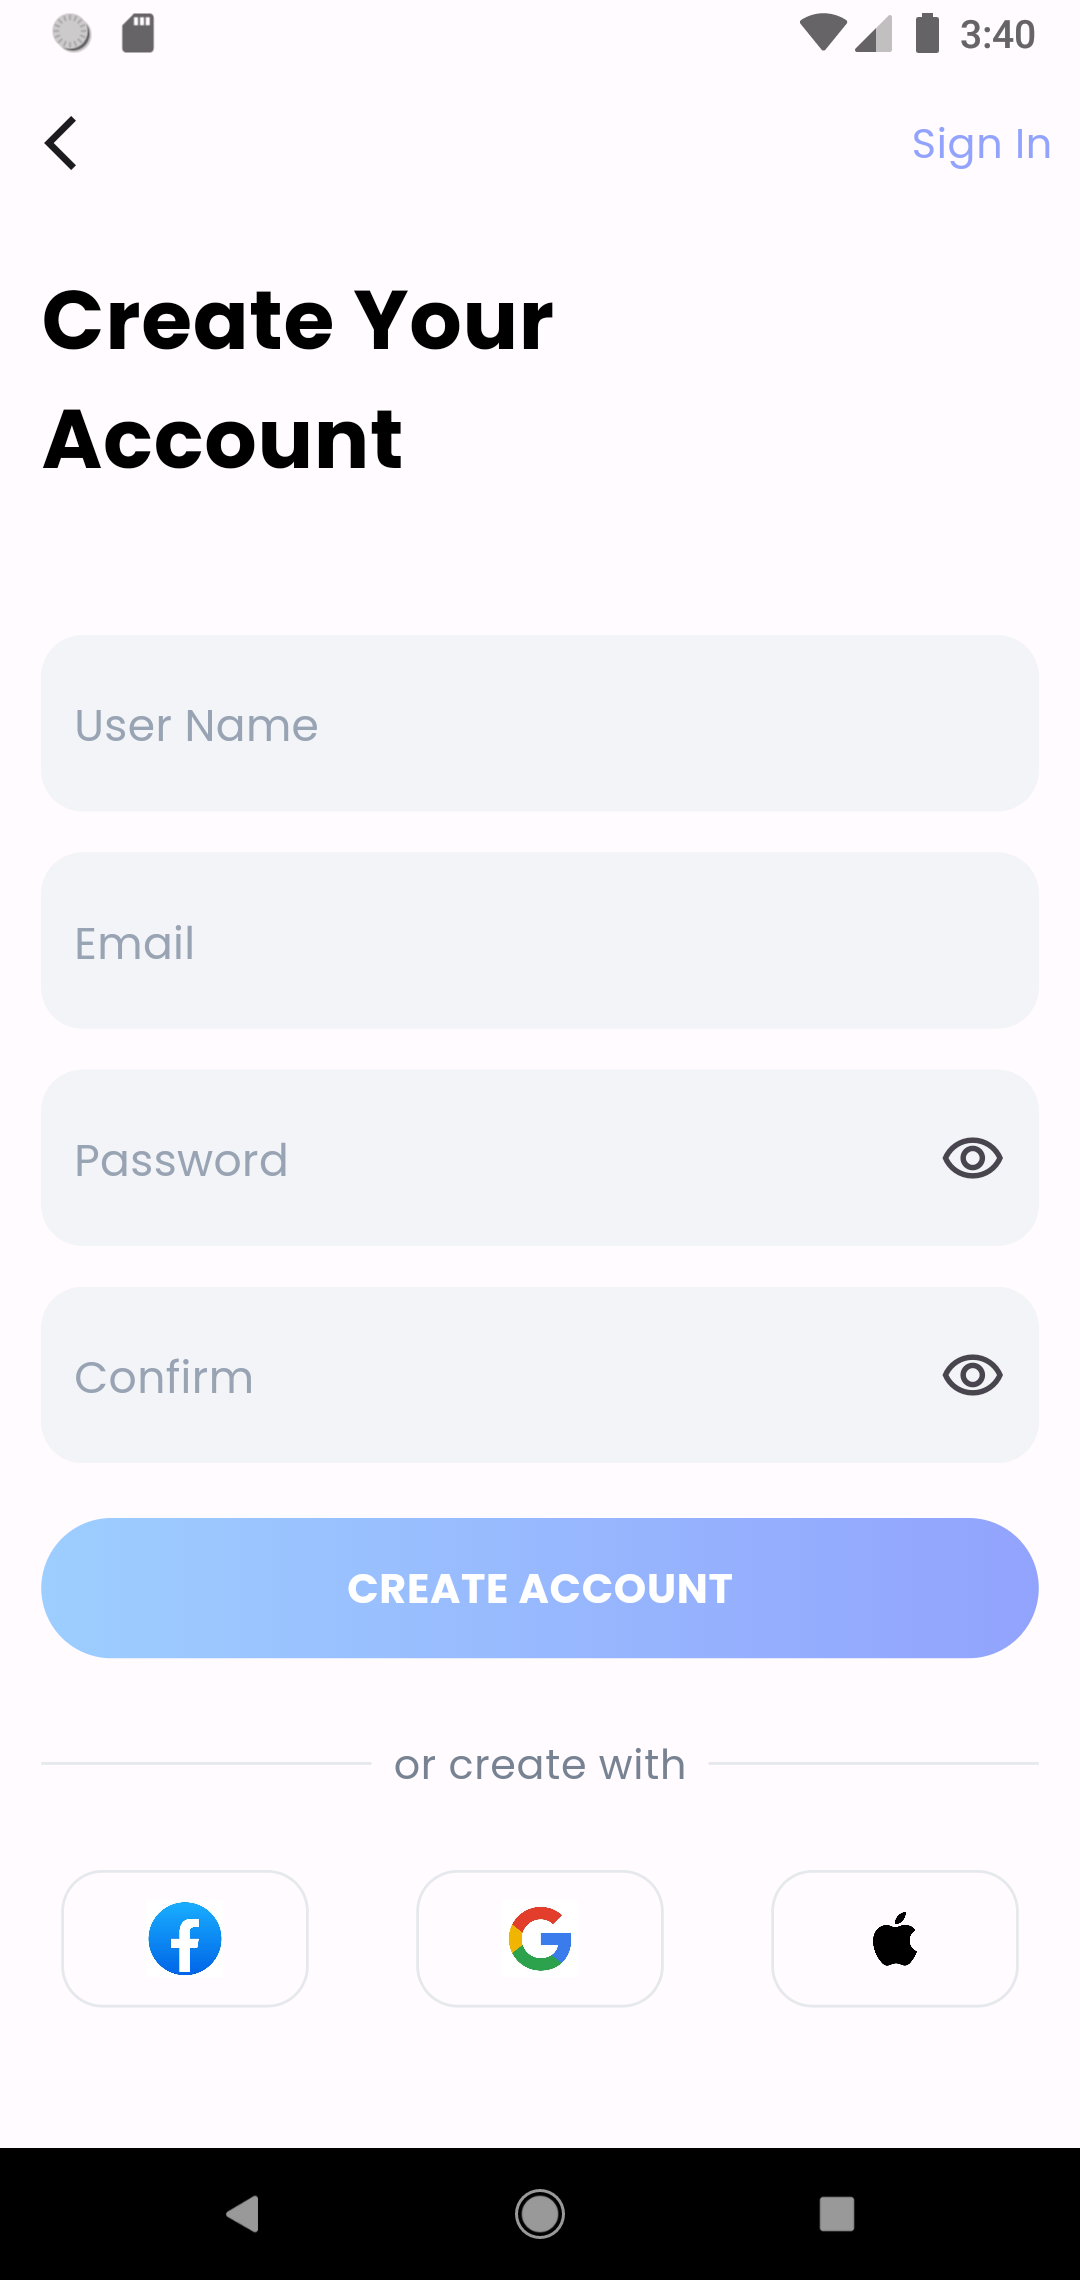 3:40
Sign In
Create Your
Account
User Name
Email
Password
Confirm
CREATE ACCOUNT
or create with